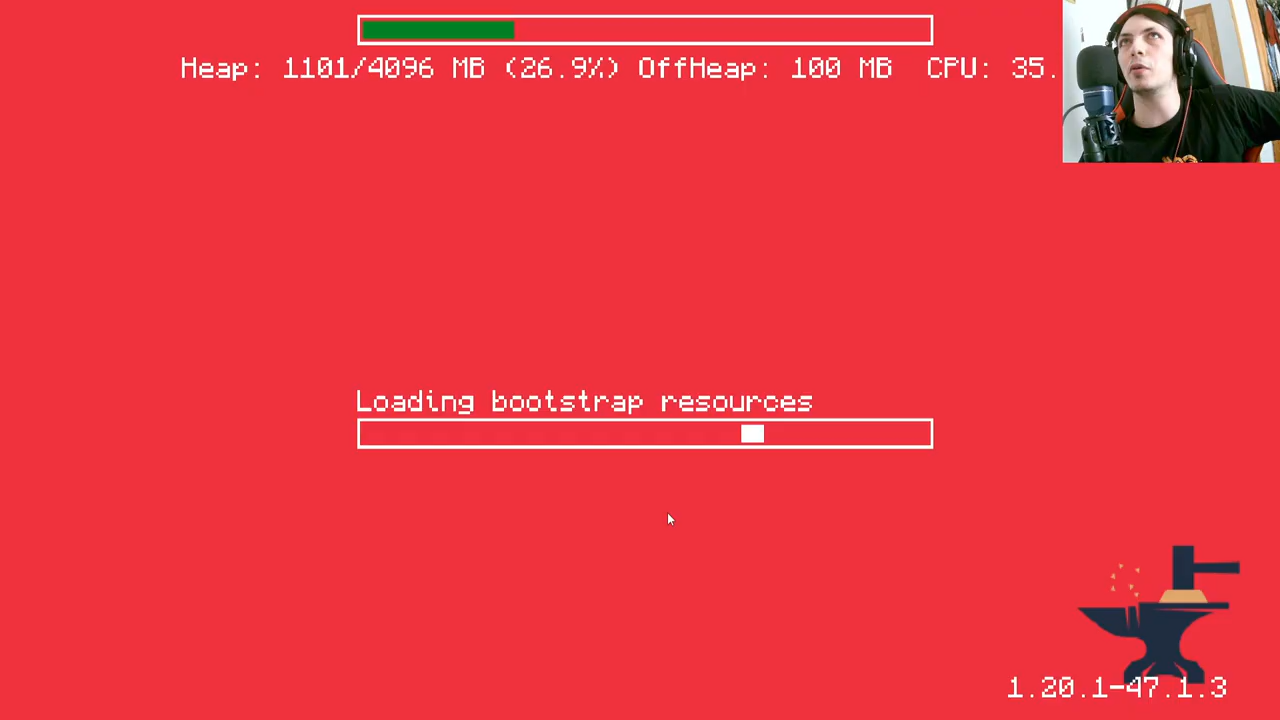 Heap: 1101/4096 MB (26.9%) OffHeap: 100 MB CPU: 35.
Loading bootstrap resources
1.20.1-47.1.3